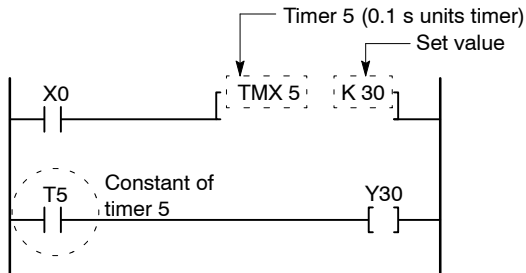 Timer 5 (0.1 s units timer)
Set value
X0
TMX 5 K 30
T5
Constant of
timer 5
Y30